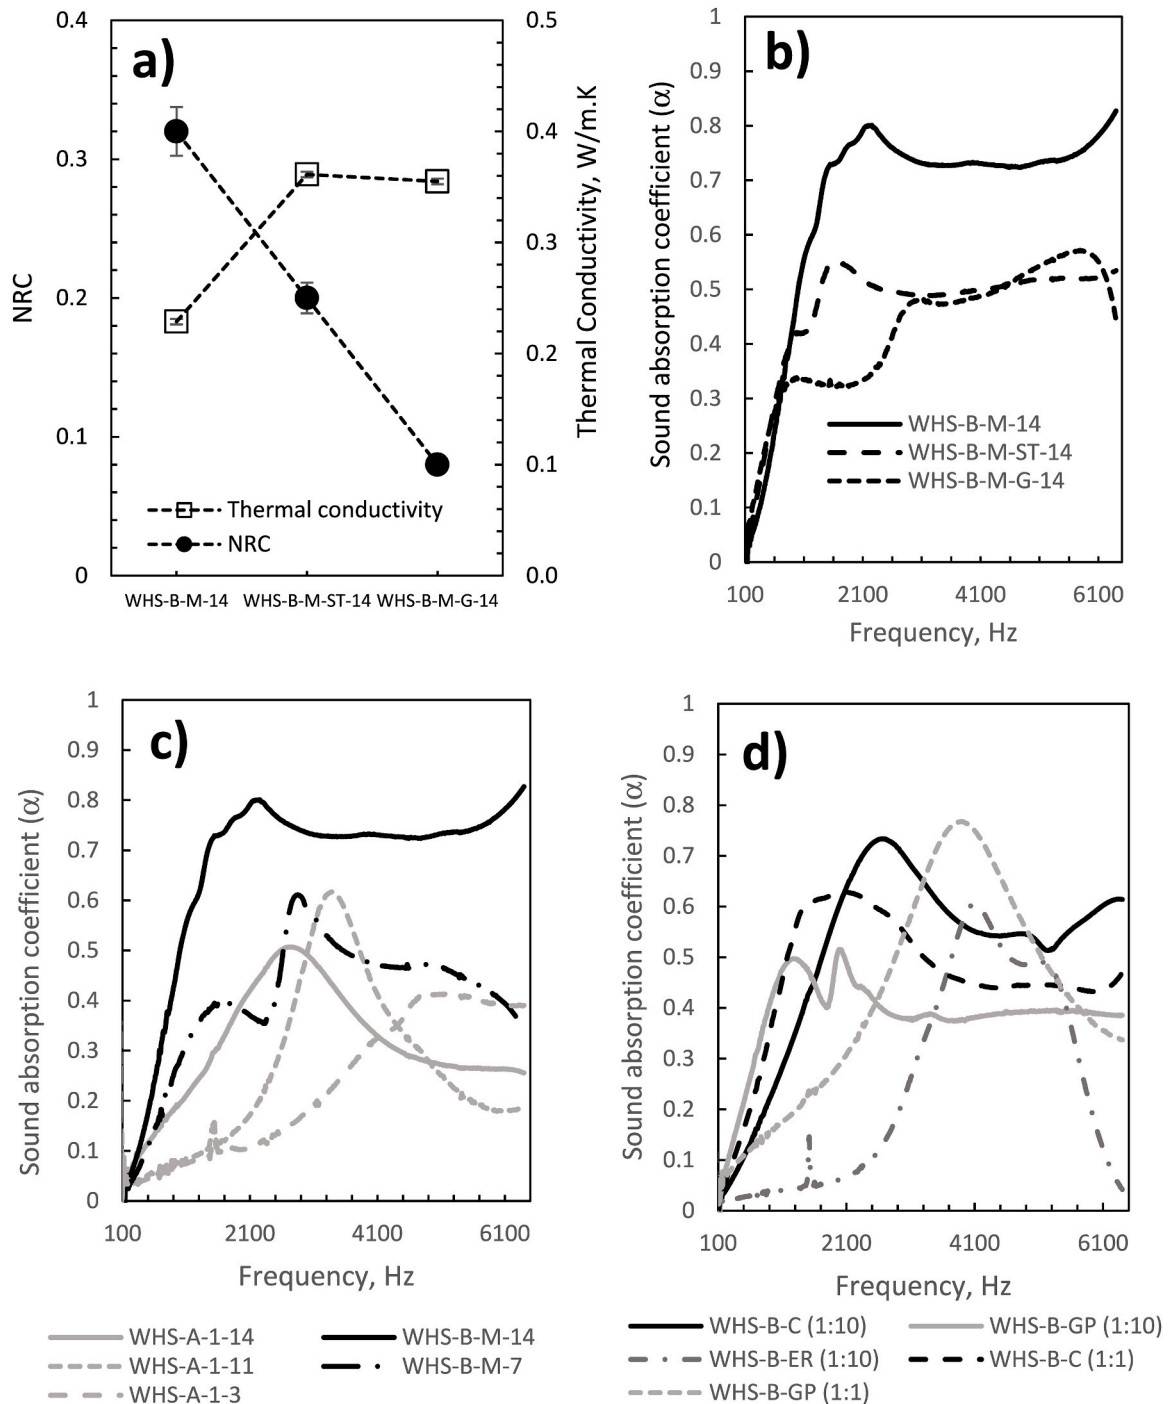 a)
0.4
0.3
0.2
0.1
0
NRC
0.5
0.4
0.3
0.2
0.1
0.0
Thermal Conductivity, W/m.K
Thermal conductivity
NRC
WHS-B-M-14 WHS-B-M-ST-14 WHS-B-M-G-14
b)
1
0.9
0.8
0.7
0.6
0.5
0.4
0.3
0.2
0.1
0
Sound absorption coefficient (α)
WHS-B-M-14
WHS-B-M-ST-14
WHS-B-M-G-14
100 2100 4100 6100
Frequency, Hz
c)
1
0.9
0.8
0.7
0.6
0.5
0.4
0.3
0.2
0.1
0
Sound absorption coefficient (α)
100 2100 4100 6100
Frequency, Hz
WHS-A-1-14 WHS-B-M-14
WHS-A-1-11 WHS-B-M-7
WHS-A-1-3
d)
1
0.9
0.8
0.7
0.6
0.5
0.4
0.3
0.2
0.1
0
Sound absorption coefficient (α)
100 2100 4100 6100
Frequency, Hz
WHS-B-C (1:10) WHS-B-GP (1:10)
WHS-B-ER (1:10) WHS-B-C (1:1)
WHS-B-GP (1:1)